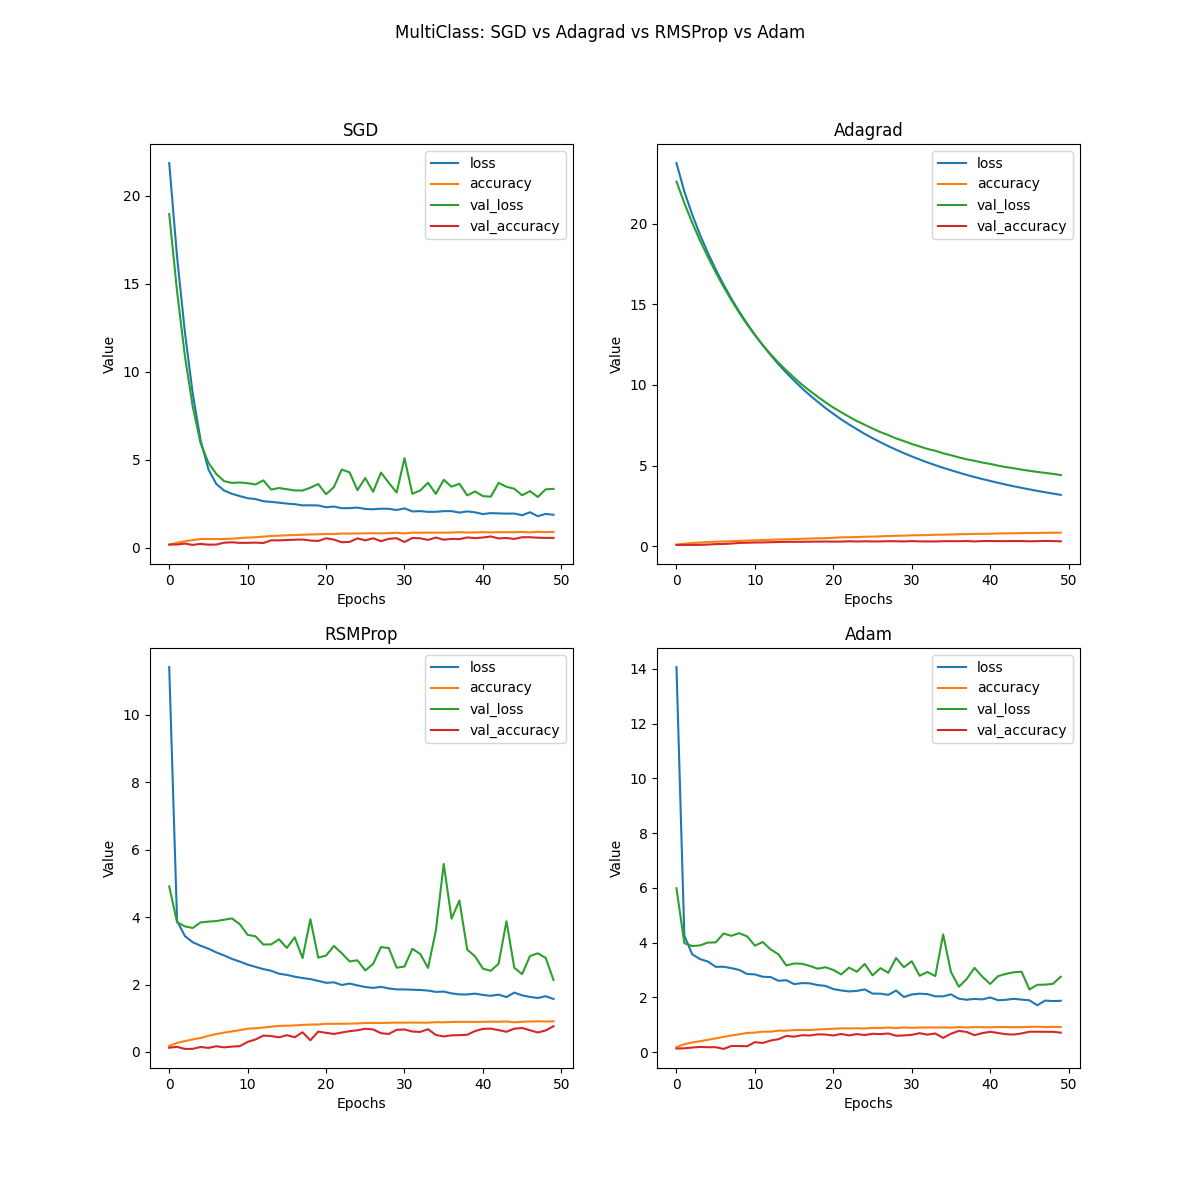 MultiClass: SGD vs Adagrad vs RMSProp vs Adam
SGD
loss
accuracy
val_loss
val_accuracy
Value
20
15
10
5
0
0 10 20 30 40 50
Epochs
Adagrad
loss
accuracy
val_loss
val_accuracy
Value
20
15
10
5
0
0 10 20 30 40 50
Epochs
RSMProp
loss
accuracy
val_loss
val_accuracy
Value
10
8
6
4
2
0
0 10 20 30 40 50
Epochs
Adam
loss
accuracy
val_loss
val_accuracy
Value
14
12
10
8
6
4
2
0
0 10 20 30 40 50
Epochs